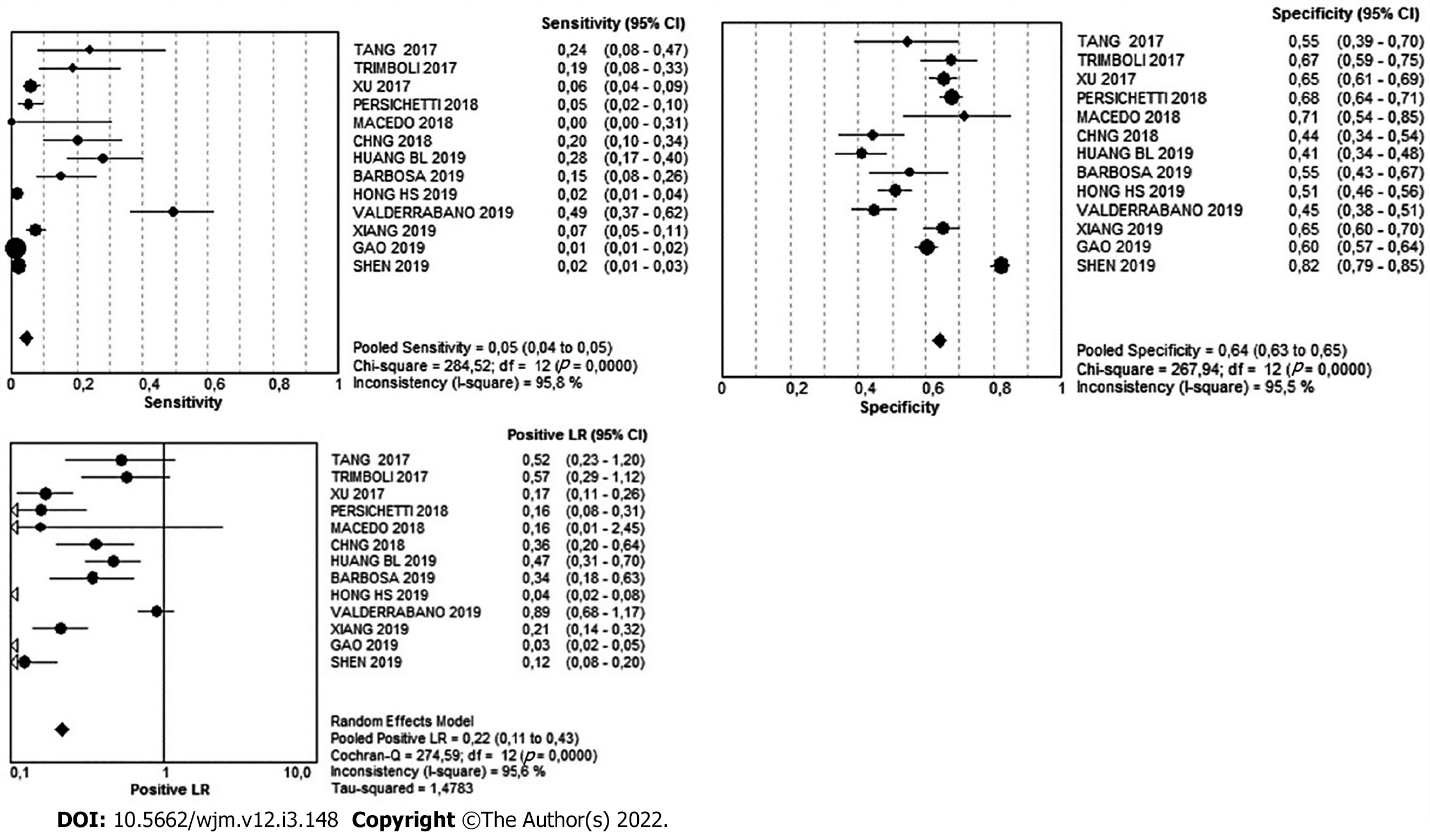 Sensitivity (95% CI)
TANG 2017 0,24 (0,08 - 0,47)
TRIMBOLI 2017 0,19 (0,08 - 0,33)
XU 2017 0,06 (0,04 - 0,09)
PERSICHETTI 2018 0,05 (0,02 - 0,10)
MACEDO 2018 0,00 (0,00 - 0,31)
CHNG 2018 0,20 (0,10 - 0,34)
HUANG BL 2019 0,28 (0,17 - 0,40)
BARBOSA 2019 0,15 (0,08 - 0,26)
HONG HS 2019 0,02 (0,01 - 0,04)
VALDERRABANO 2019 0,49 (0,37 - 0,62)
XIANG 2019 0,07 (0,05 - 0,11)
GAO 2019 0,01 (0,01 - 0,02)
SHEN 2019 0,02 (0,01 - 0,03)
Pooled Sensitivity = 0,05 (0,04 to 0,05)
Chi-square = 284,52; df = 12 (P = 0,0000)
Inconsistency (I-square) = 95,8 %
0 0,2 0,4 0,6 0,8 1
Sensitivity
Specificity (95% CI)
TANG 2017 0,55 (0,39 - 0,70)
TRIMBOLI 2017 0,67 (0,59 - 0,75)
XU 2017 0,65 (0,61 - 0,69)
PERSICHETTI 2018 0,68 (0,64 - 0,71)
MACEDO 2018 0,71 (0,54 - 0,85)
CHNG 2018 0,44 (0,34 - 0,54)
HUANG BL 2019 0,41 (0,34 - 0,48)
BARBOSA 2019 0,55 (0,43 - 0,67)
HONG HS 2019 0,51 (0,46 - 0,56)
VALDERRABANO 2019 0,45 (0,38 - 0,51)
XIANG 2019 0,65 (0,60 - 0,70)
GAO 2019 0,60 (0,57 - 0,64)
SHEN 2019 0,82 (0,79 - 0,85)
Pooled Specificity = 0,64 (0,63 to 0,65)
Chi-square = 267,94; df = 12 (P = 0,0000)
Inconsistency (I-square) = 95,5 %
0 0,2 0,4 0,6 0,8 1
Specificity
Positive LR (95% CI)
TANG 2017 0,52 (0,23 - 1,20)
TRIMBOLI 2017 0,57 (0,29 - 1,12)
XU 2017 0,17 (0,11 - 0,26)
PERSICHETTI 2018 0,16 (0,08 - 0,31)
MACEDO 2018 0,16 (0,01 - 2,45)
CHNG 2018 0,36 (0,20 - 0,64)
HUANG BL 2019 0,47 (0,31 - 0,70)
BARBOSA 2019 0,34 (0,18 - 0,63)
HONG HS 2019 0,04 (0,02 - 0,08)
VALDERRABANO 2019 0,89 (0,68 - 1,17)
XIANG 2019 0,21 (0,14 - 0,32)
GAO 2019 0,03 (0,02 - 0,05)
SHEN 2019 0,12 (0,08 - 0,20)
Random Effects Model
Pooled Positive LR = 0,22 (0,11 to 0,43)
Cochran-Q = 274,59; df = 12 (p = 0,0000)
Inconsistency (I-square) = 95,6 %
Tau-squared = 1,4783
0,1 1 10,0
Positive LR
DOI: 10.5662/wjm.v12.i3.148 Copyright ©The Author(s) 2022.